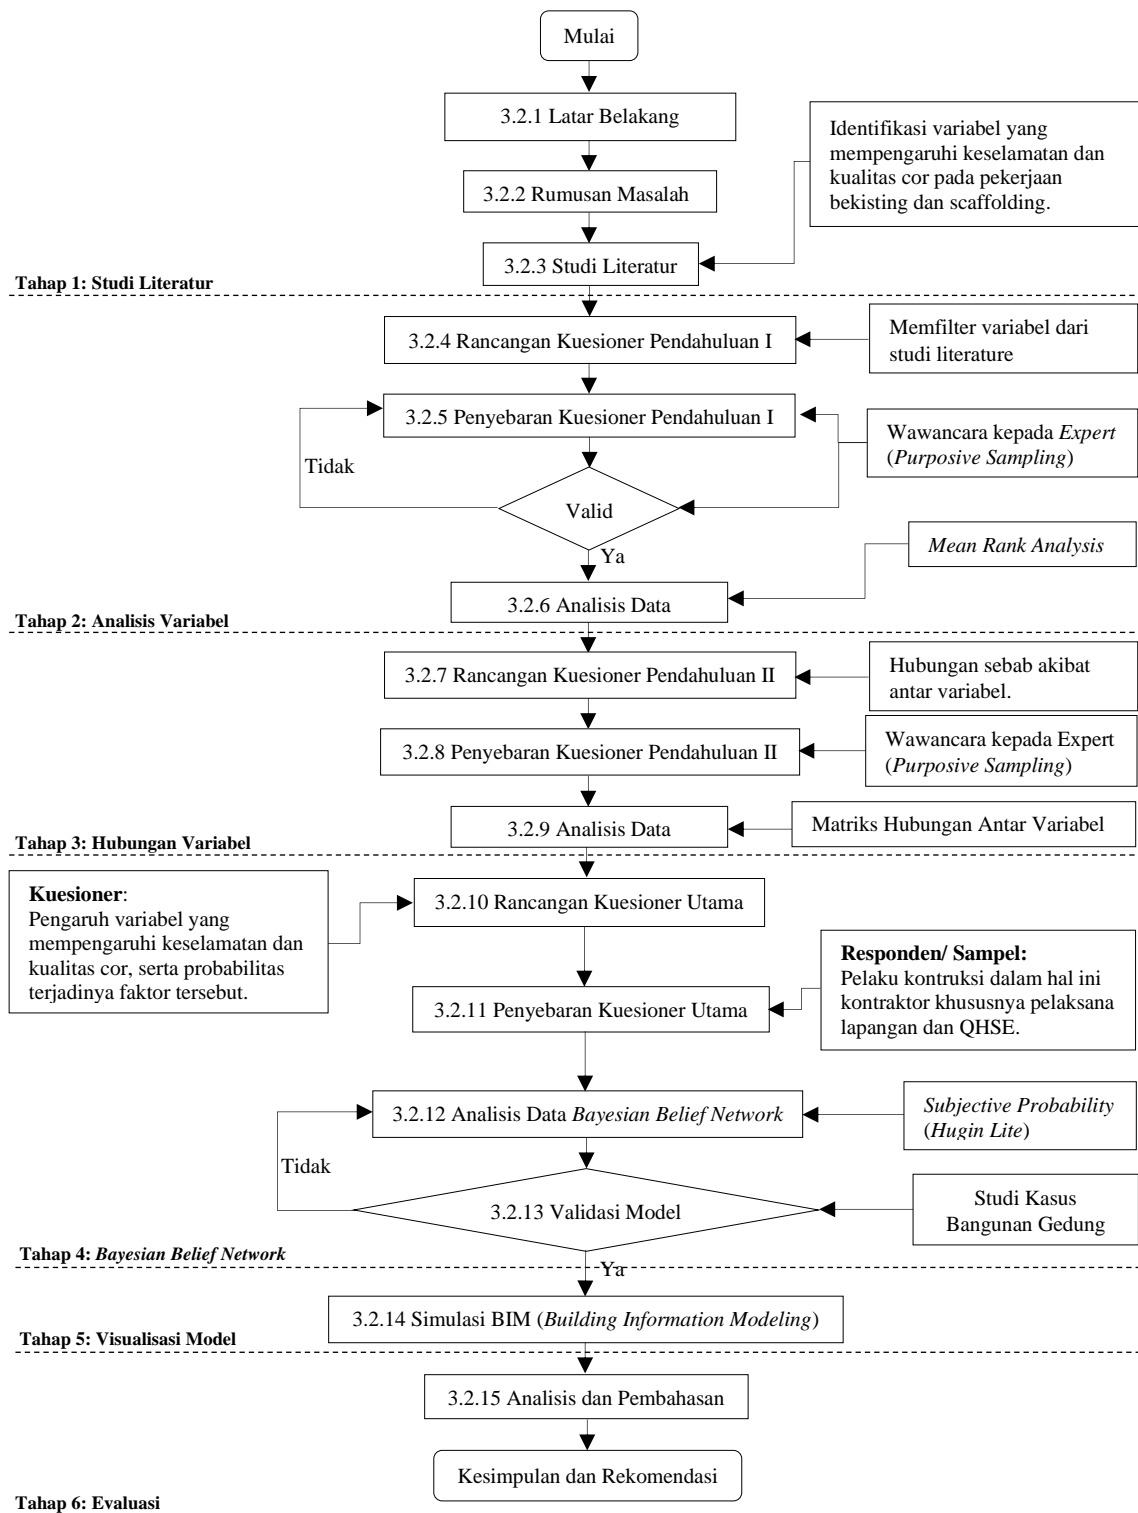 Mulai
3.2.1 Latar Belakang
Identifikasi variabel yang
mempengaruhi keselamatan dan
kualitas cor pada pekerjaan
bekisting dan scaffolding.
3.2.2 Rumusan Masalah
3.2.3 Studi Literatur
Tahap 1: Studi Literatur
3.2.4 Rancangan Kuesioner Pendahuluan I
Memfilter variabel dari
studi literature
3.2.5 Penyebaran Kuesioner Pendahuluan I
Wawancara kepada Expert
(Purposive Sampling)
Tidak
Valid
Ya
Mean Rank Analysis
3.2.6 Analisis Data
Tahap 2: Analisis Variabel
3.2.7 Rancangan Kuesioner Pendahuluan II
Hubungan sebab akibat
antar variabel.
3.2.8 Penyebaran Kuesioner Pendahuluan II
Wawancara kepada Expert
(Purposive Sampling)
3.2.9 Analisis Data
Matriks Hubungan Antar Variabel
Tahap 3: Hubungan Variabel
Kuesioner:
Pengaruh variabel yang
mempengaruhi keselamatan dan
kualitas cor, serta probabilitas
terjadinya faktor tersebut.
3.2.10 Rancangan Kuesioner Utama
Responden/ Sampel:
Pelaku kontruksi dalam hal ini
kontraktor khususnya pelaksana
lapangan dan QHSE.
3.2.11 Penyebaran Kuesioner Utama
3.2.12 Analisis Data Bayesian Belief Network
Subjective Probability
(Hugin Lite)
Tidak
3.2.13 Validasi Model
Studi Kasus
Bangunan Gedung
Tahap 4: Bayesian Belief Network
Ya
3.2.14 Simulasi BIM (Building Information Modeling)
Tahap 5: Visualisasi Model
3.2.15 Analisis dan Pembahasan
Kesimpulan dan Rekomendasi
Tahap 6: Evaluasi